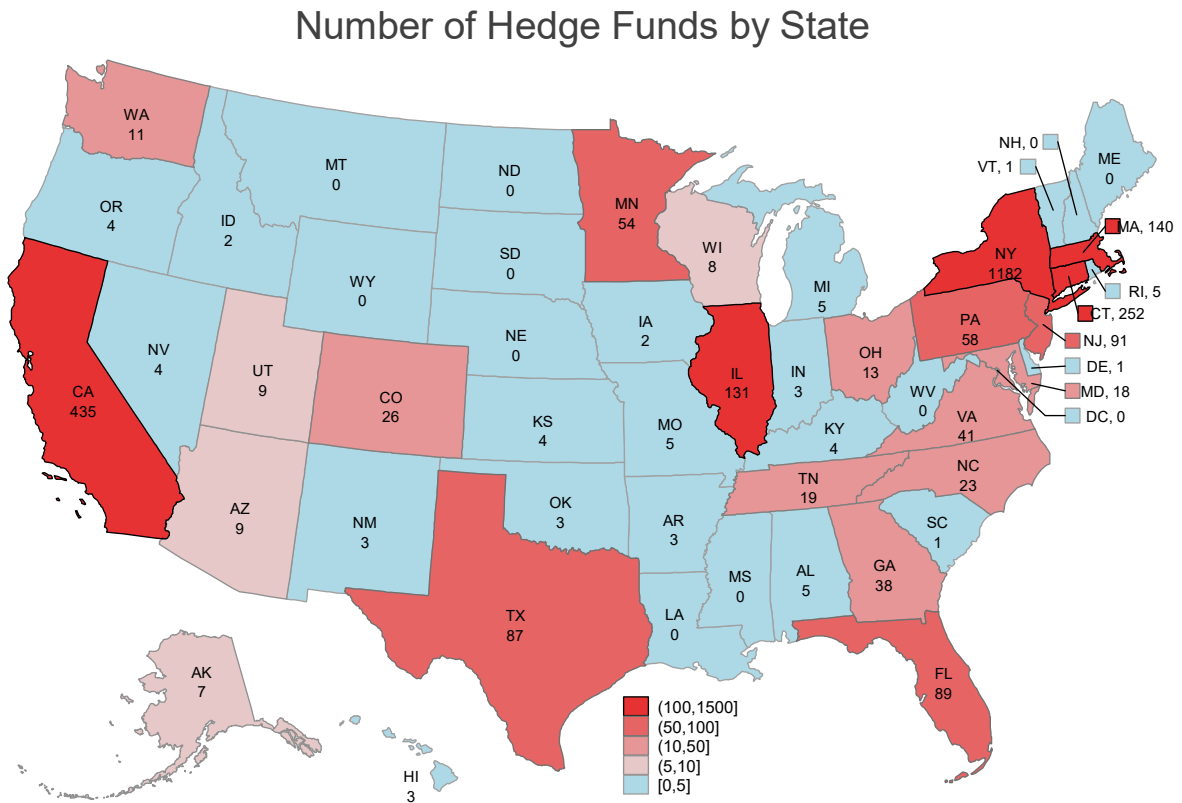 Number of Hedge Funds by State
WA
11
OR
4
CA
435
ID
2
NV
4
UT
9
AZ
9
MT
0
WY
0
CO
26
NM
3
ND
0
SD
0
NE
0
KS
4
OK
3
TX
87
MN
54
IA
2
MO
5
AR
3
LA
0
WI
8
IL
131
MI
5
IN
3
OH
13
KY
4
TN
19
MS
0
AL
5
GA
38
FL
89
SC
1
NC
23
VA
41
WV
0
PA
58
NY
1182
ME
0
NH, 0
VT, 1
MA, 140
RI, 5
CT, 252
NJ, 91
DE, 1
MD, 18
DC, 0
AK
7
HI
3
(100,1500]
(50,100]
(10,50]
(5,10]
[0,5]